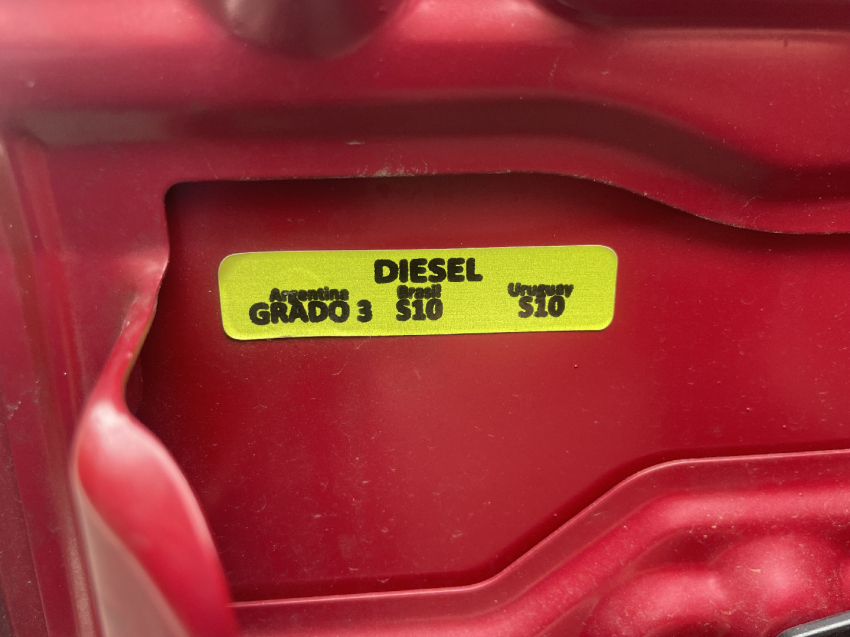 DIESEL
Argentina Brasil Uruguay
GRADO 3 S10 S10